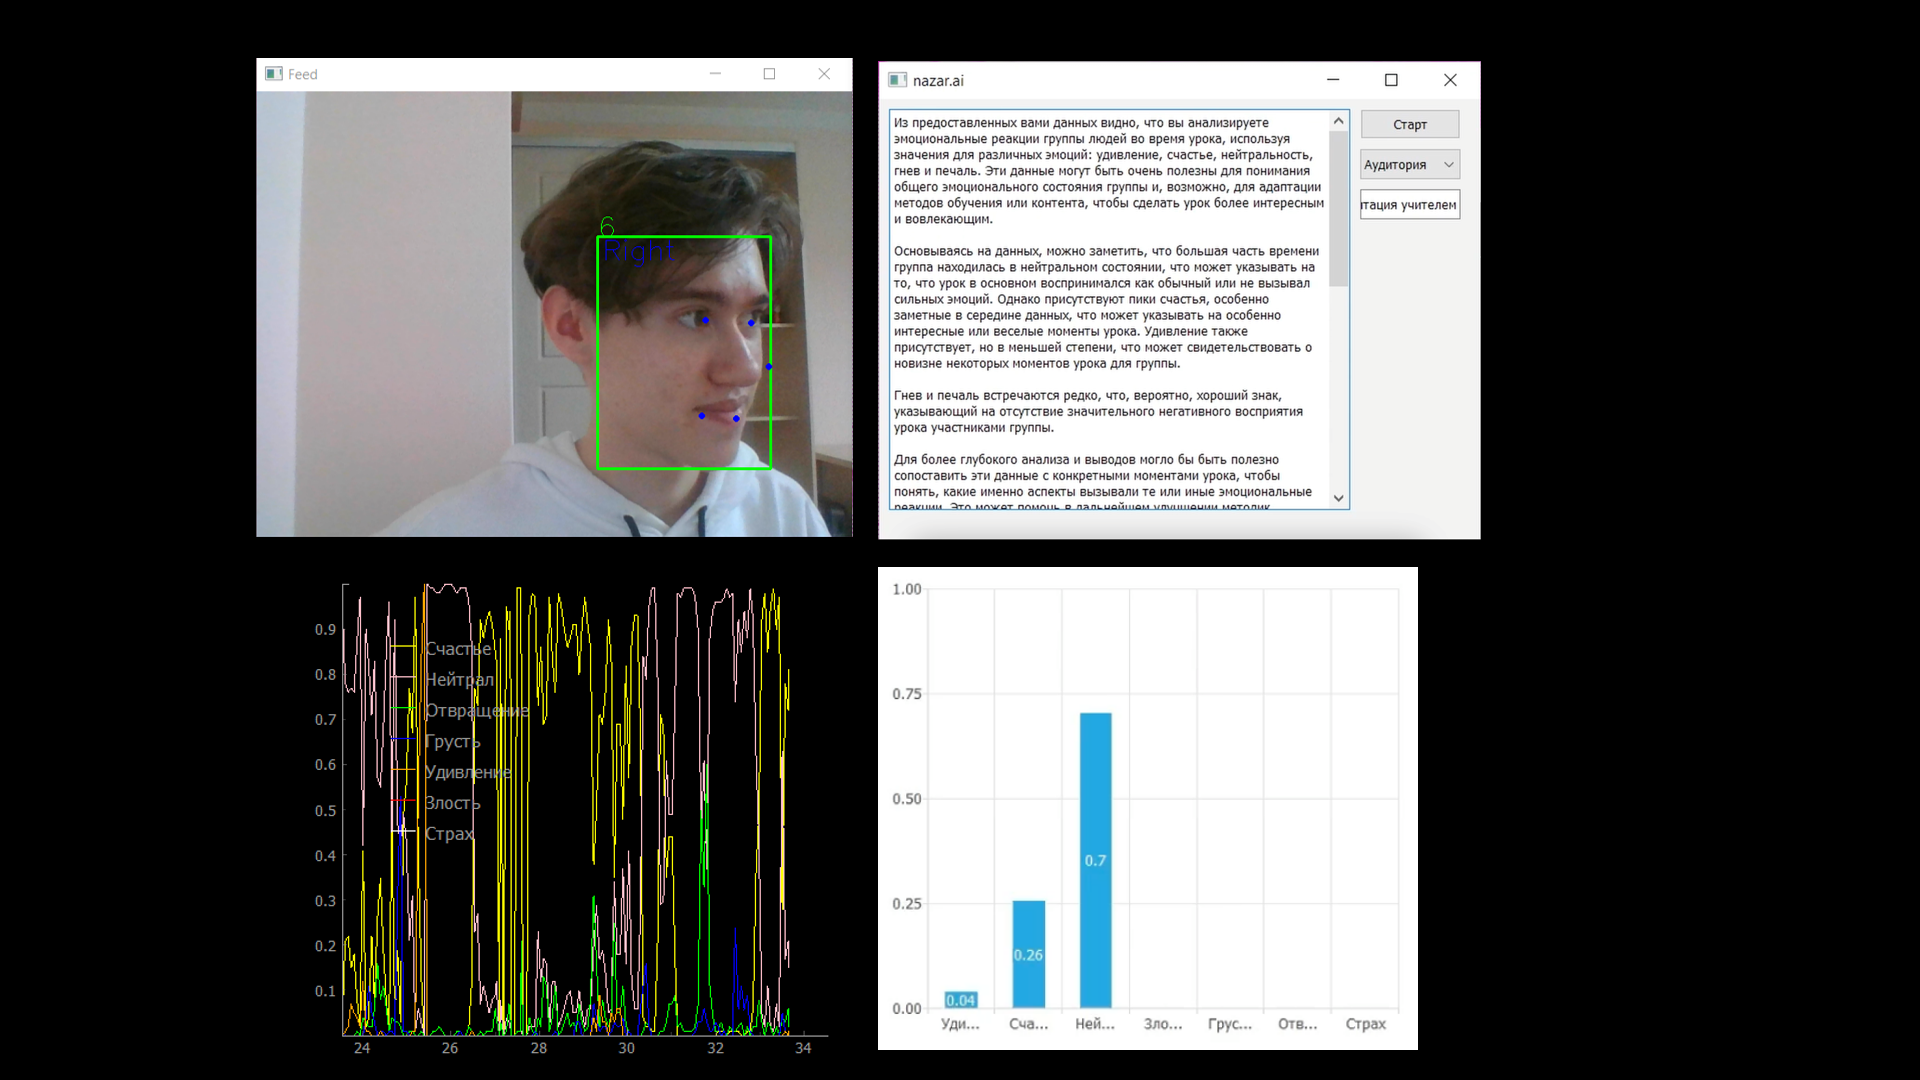 Feed
6
Right
nazar.ai
Из предоставленных вами данных видно, что вы анализируете
эмоциональные реакции группы людей во время урока, используя
значения для различных эмоций: удивление, счастье, нейтральность,
гнев и печаль. Эти данные могут быть очень полезны для понимания
общего эмоционального состояния группы и, возможно, для адаптации
методов обучения или контента, чтобы сделать урок более интересным
и вовлекающим.
Основываясь на данных, можно заметить, что большая часть времени
группа находилась в нейтральном состоянии, что может указывать на
то, что урок в основном воспринимался как обычный или не вызывал
сильных эмоций. Однако присутствуют пики счастья, особенно
заметные в середине данных, что может указывать на особенно
интересные или веселые моменты урока. Удивление также
присутствует, но в меньшей степени, что может свидетельствовать о
новизне некоторых моментов урока для группы.
Гнев и печаль встречаются редко, что, вероятно, хороший знак,
указывающий на отсутствие значительного негативного восприятия
урока участниками группы.
Для более глубокого анализа и выводов могло бы быть полезно
сопоставить эти данные с конкретными моментами урока, чтобы
понять, какие именно аспекты вызывали те или иные эмоциональные
реакции. Это может помочь в дальнейшем улучшении методик
Старт
Аудитория
тация учителем
0.9
0.8
0.7
0.6
0.5
0.4
0.3
0.2
0.1
Счастье
Нейтрал
Отвращение
Грусть
Удивление
Злость
Страх
24 26 28 30 32 34
1.00
0.75
0.50
0.25
0.00
0.04
0.26
0.7
Уди... Сча... Ней... Зло... Грус... Отв... Страх